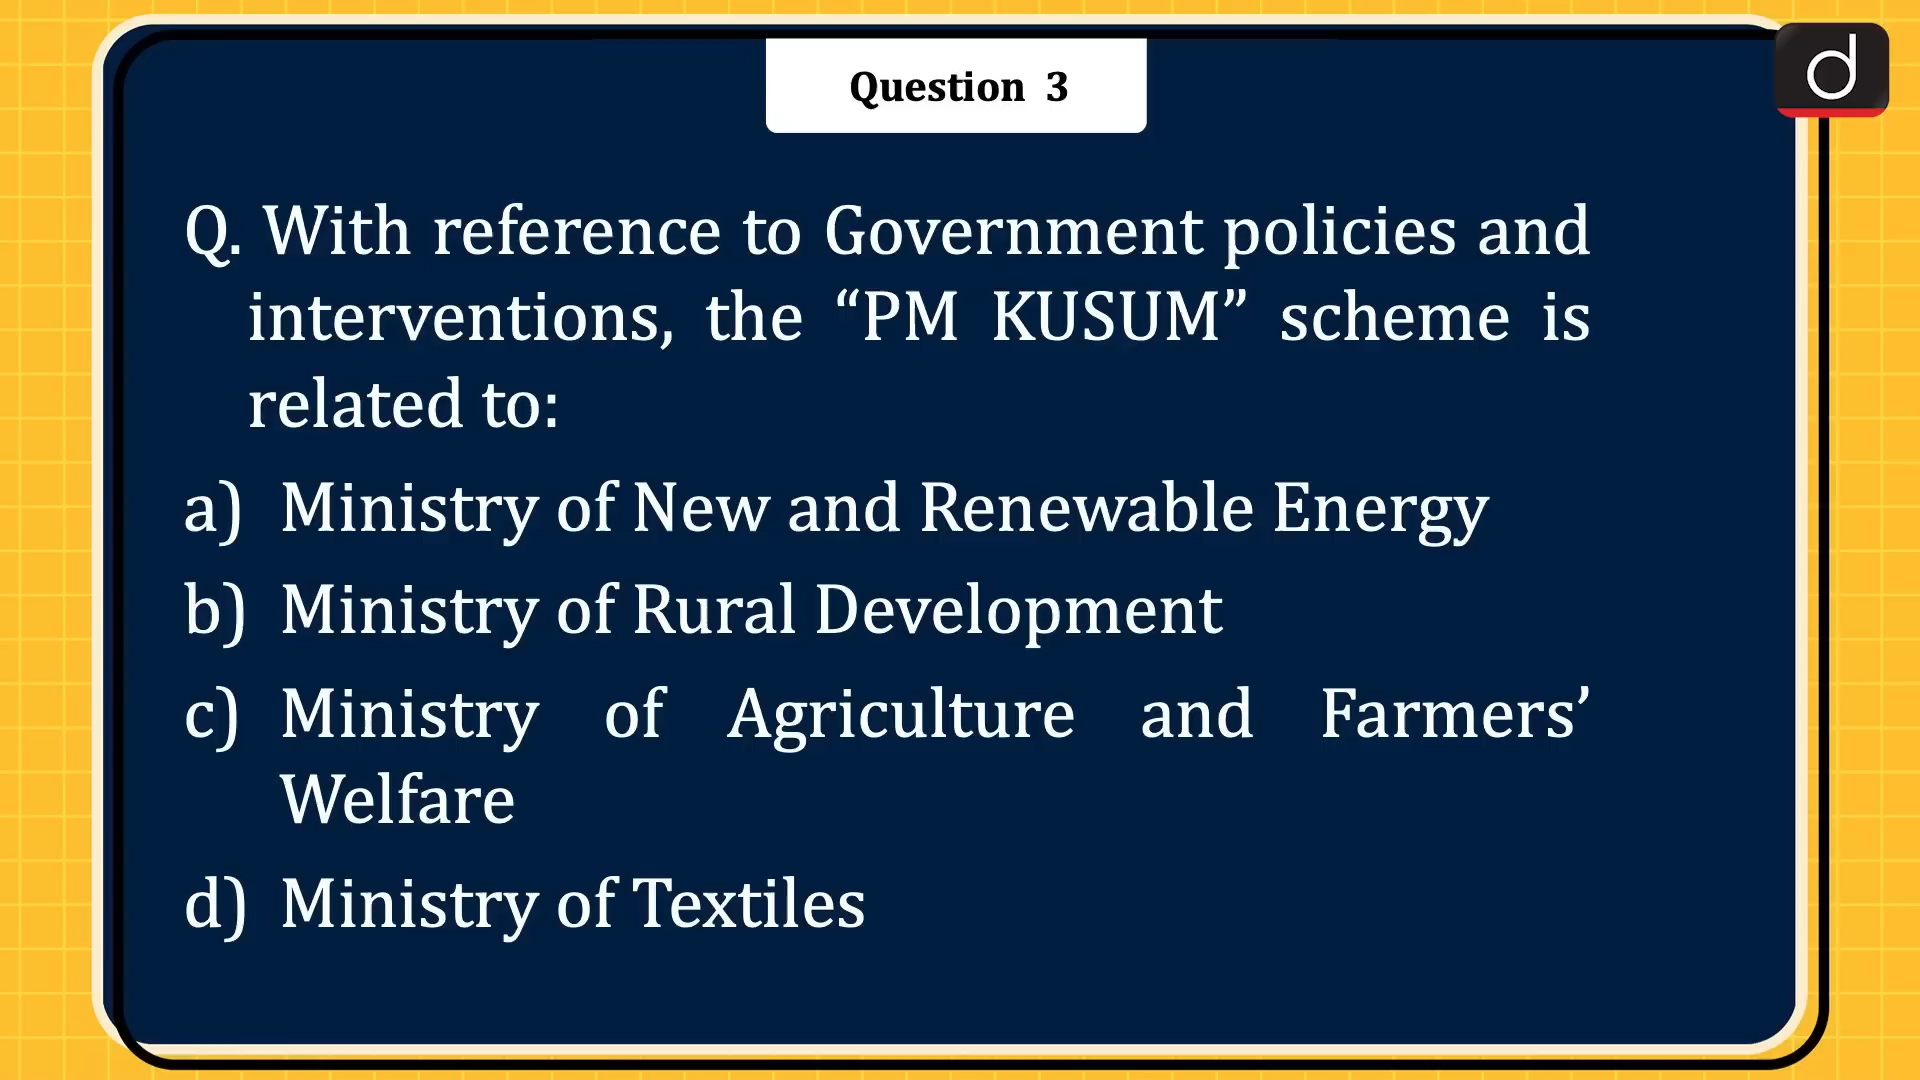 Question 3
Q. With reference to Government policies and
interventions, the “PM KUSUM” scheme is
related to:
a) Ministry of New and Renewable Energy
b) Ministry of Rural Development
c) Ministry of Agriculture and Farmers’
Welfare
d) Ministry of Textiles
d